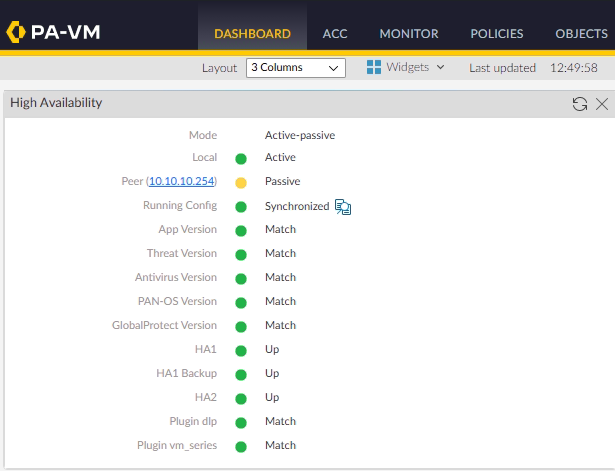 PA-VM DASHBOARD ACC MONITOR POLICIES OBJECTS
Layout 3 Columns Widgets Last updated 12:49:58
High Availability
Mode Active-passive
Local Active
Peer (10.10.10.254) Passive
Running Config Synchronized
App Version Match
Threat Version Match
Antivirus Version Match
PAN-OS Version Match
GlobalProtect Version Match
HA1 Up
HA1 Backup Up
HA2 Up
Plugin dlp Match
Plugin vm_series Match